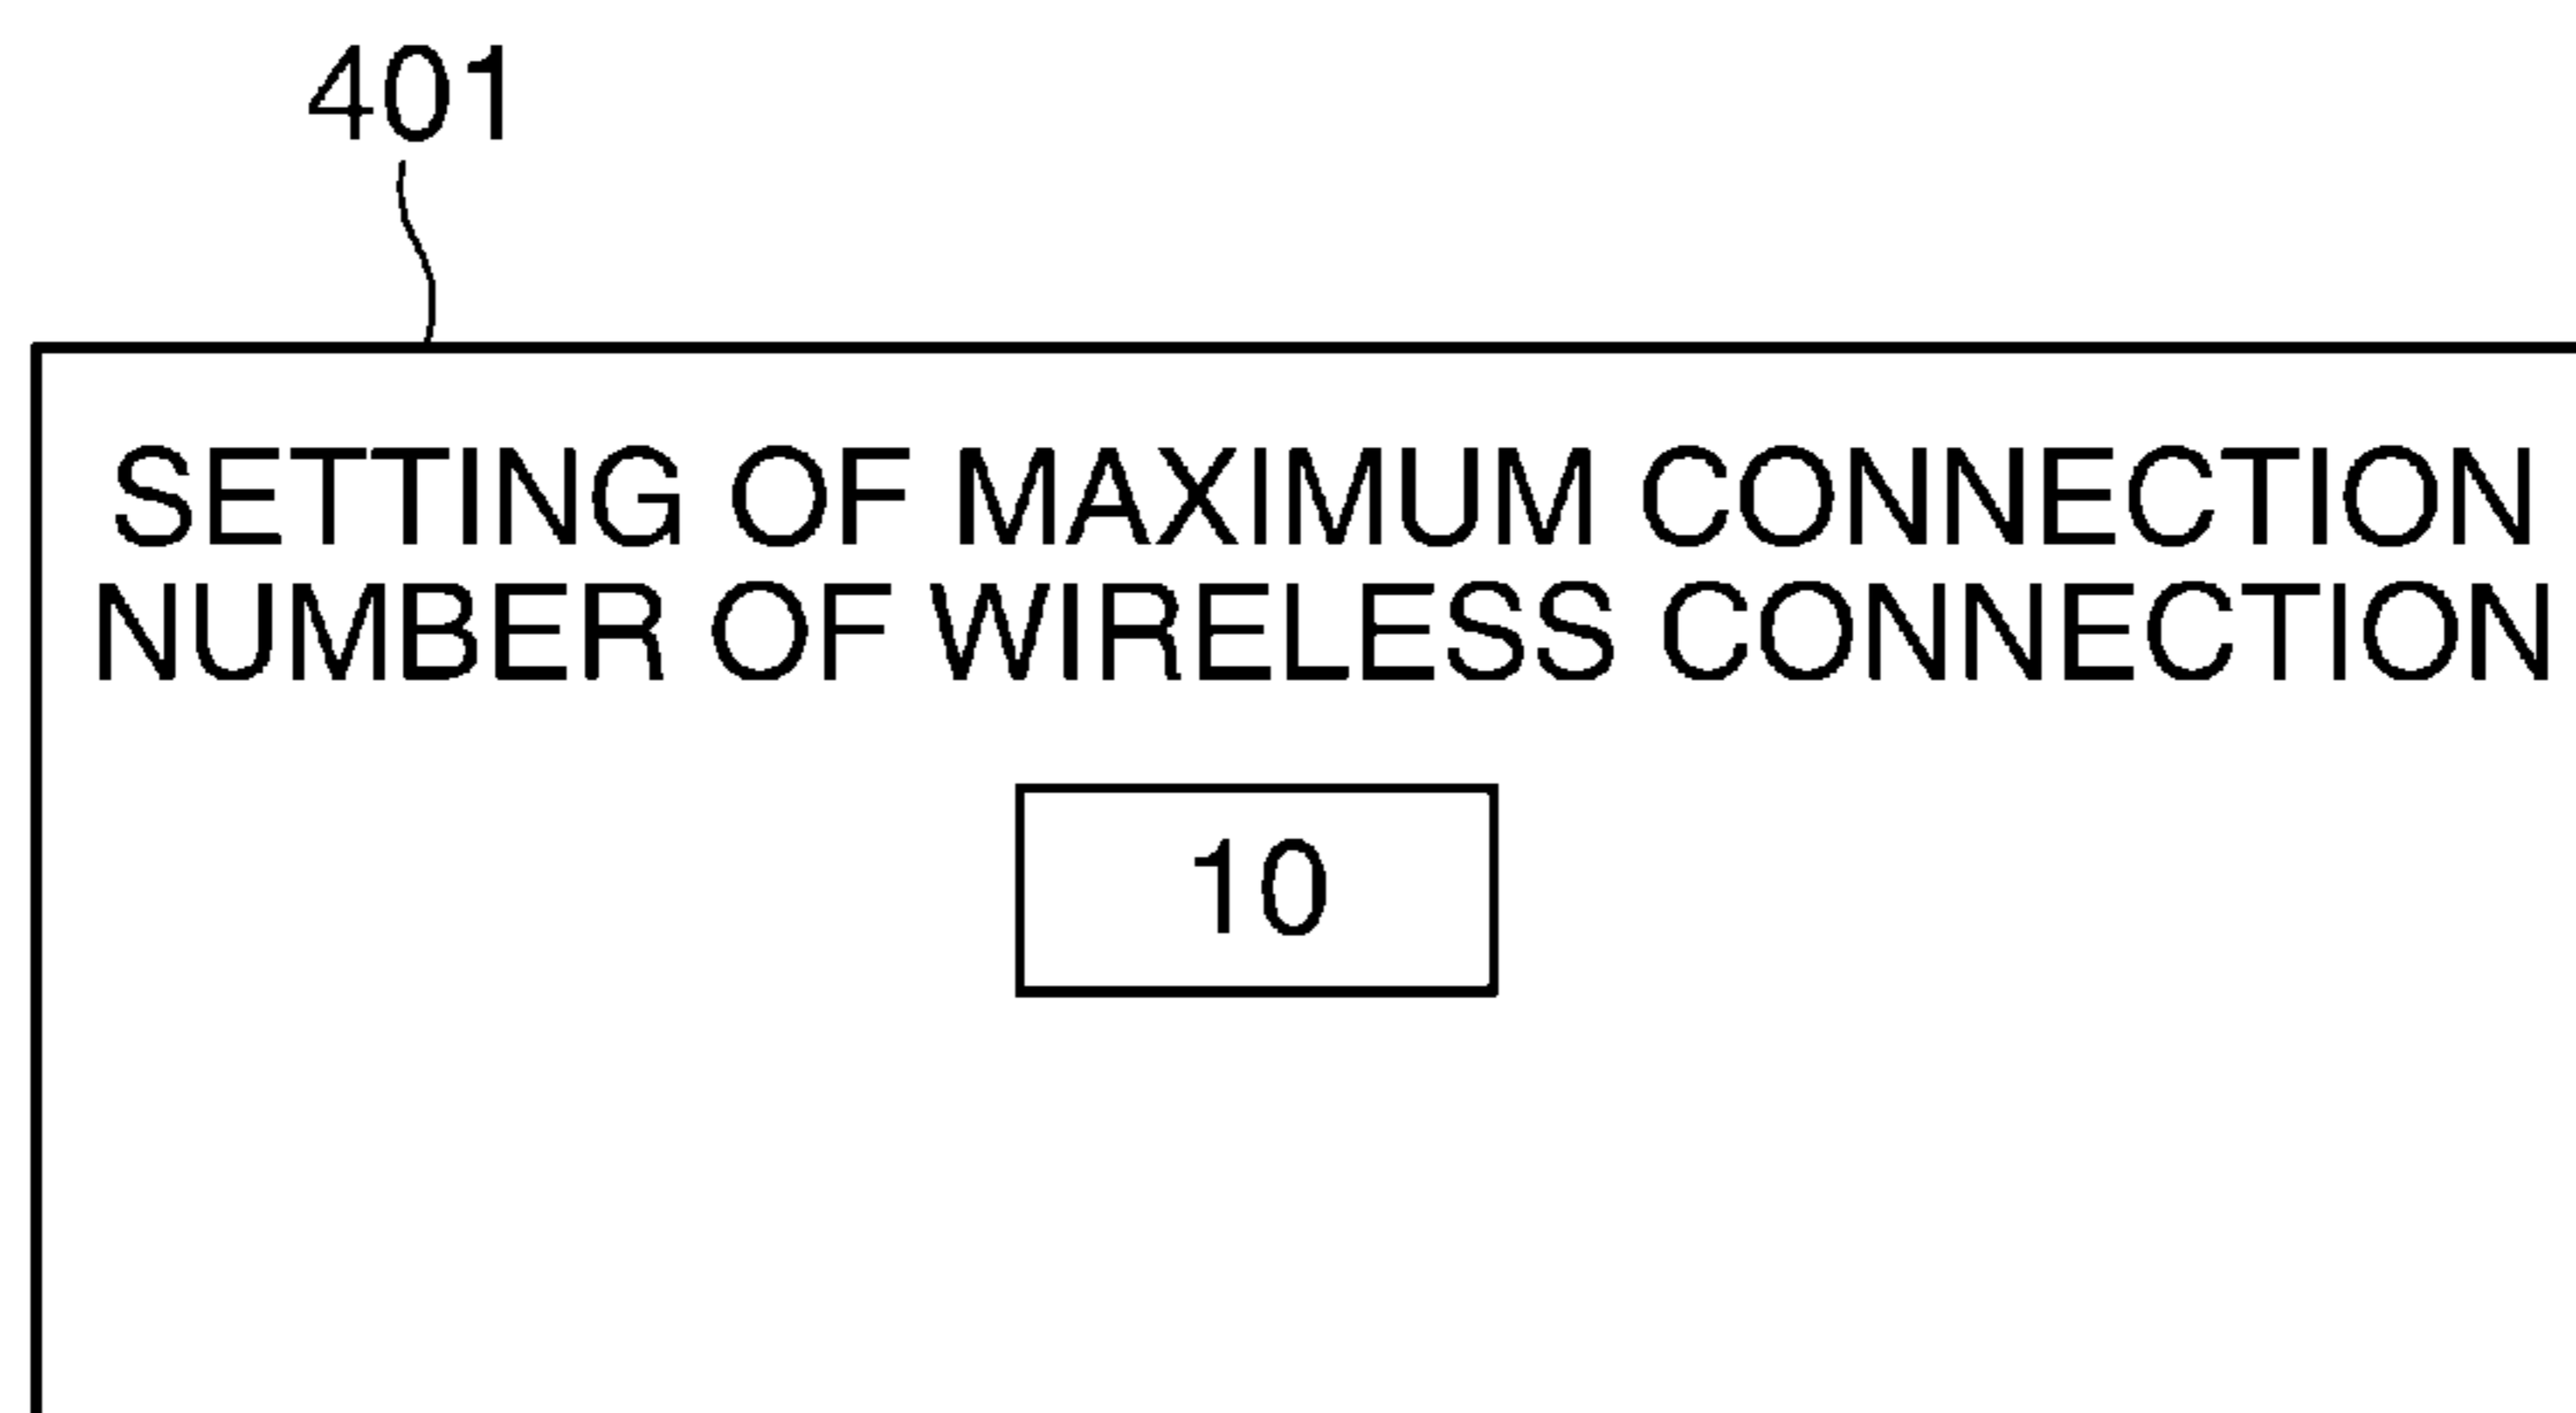 401
SETTING OF MAXIMUM CONNECTION
NUMBER OF WIRELESS CONNECTION
10